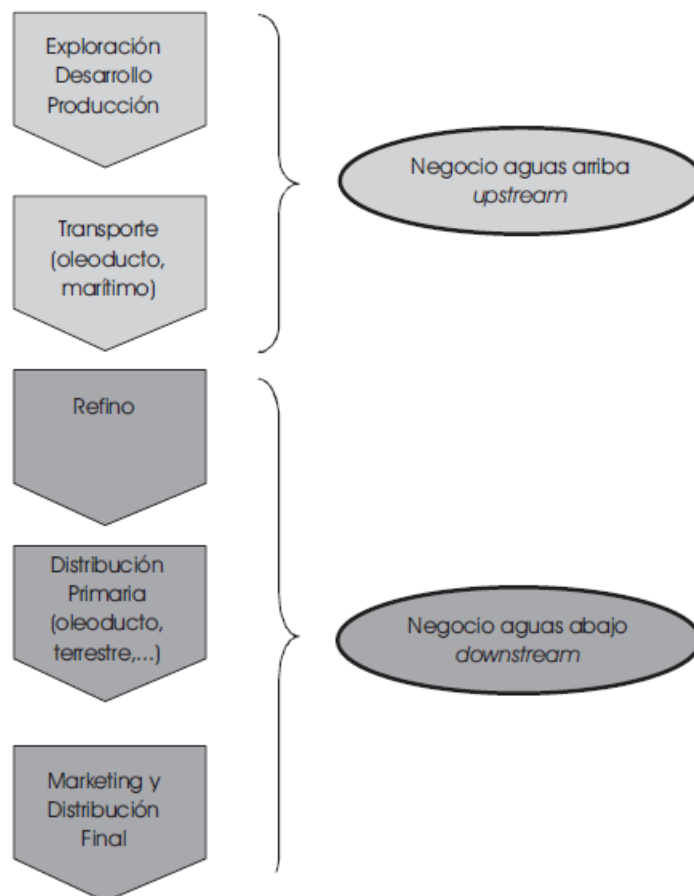 Exploración
Desarrollo
Producción
Negocio aguas arriba
upstream
Transporte
(oleoducto,
marítimo)
Refino
Distribución
Primaria
(oleoducto,
terrestre,...)
Negocio aguas abajo
downstream
Marketing y
Distribución
Final